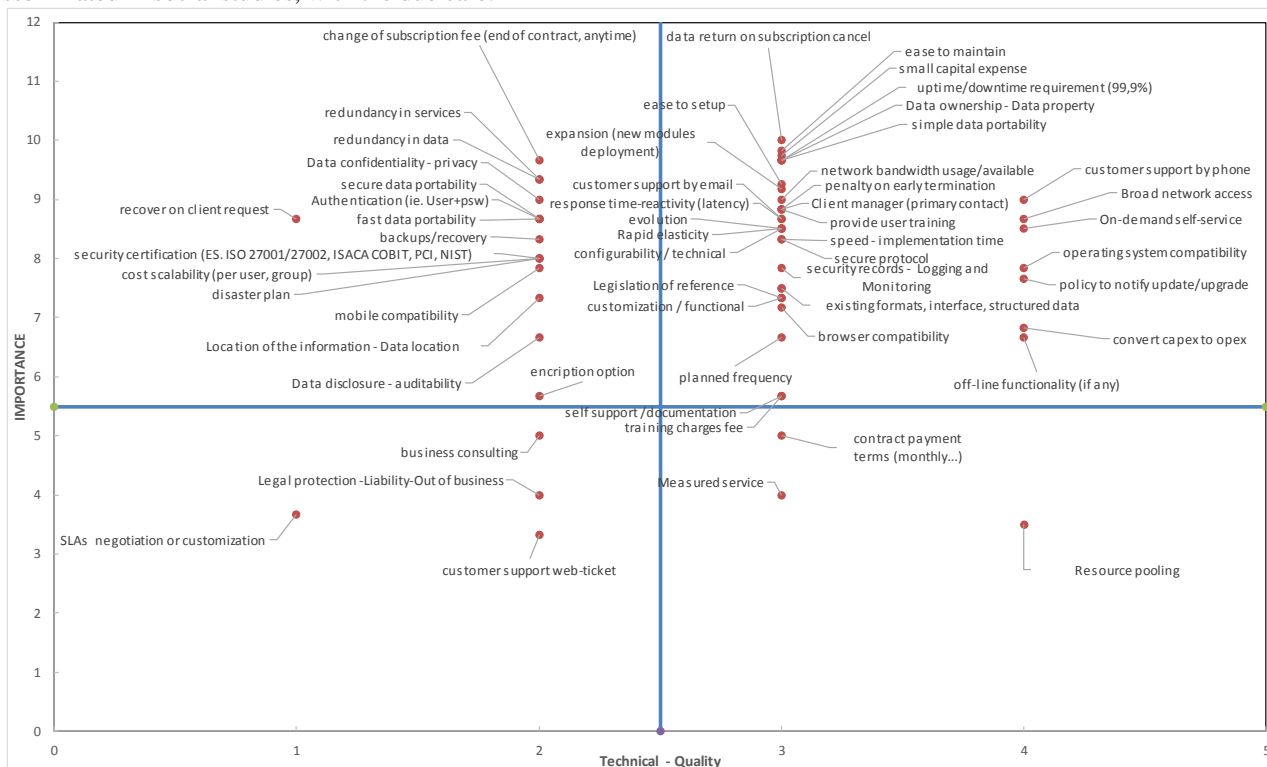 change of subscription fee (end of contract, anytime)
data return on subscription cancel
ease to maintain
small capital expense
uptime/downtime requirement (99,9%)
Data ownership - Data property
simple data portability
ease to setup
expansion (new modules
deployment)
redundancy in services
redundancy in data
Data confidentiality - privacy
secure data portability
Authentication (ie. User+psw)
fast data portability
backups/recovery
security certification (ES. ISO 27001/27002, ISACA COBIT, PCI, NIST)
cost scalability (per user, group)
disaster plan
mobile compatibility
Location of the information - Data location
Data disclosure - auditability
encription option
recover on client request
network bandwidth usage/available
penalty on early termination
Client manager (primary contact)
provide user training
speed - implementation time
secure protocol
security records - Logging and
Monitoring
existing formats, interface, structured data
browser compatibility
customer support by email
response time-reactivity (latency)
evolution
Rapid elasticity
configurability / technical
Legislation of reference
customization / functional
planned frequency
self support /documentation
training charges fee
customer support by phone
Broad network access
On-demand self-service
operating system compatibility
policy to notify update/upgrade
convert capex to opex
off-line functionality (if any)
business consulting
Legal protection -Liability-Out of business
SLAs negotiation or customization
customer support web-ticket
contract payment
terms (monthly...)
Measured service
Resource pooling
IMPORTANCE
12
11
10
9
8
7
6
5
4
3
2
1
0
0
1
2
3
4
5
Technical - Quality